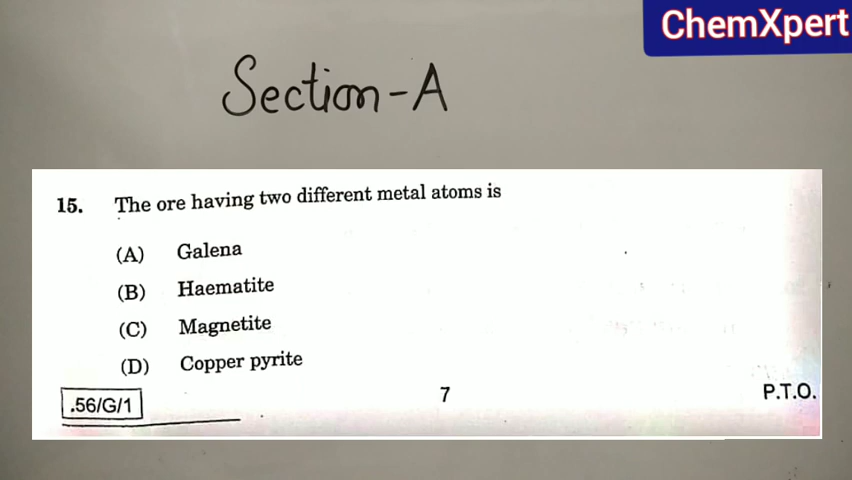 ChemXpert
Section-A
15. The ore having two different metal atoms is
(A) Galena
(B) Haematite
(C) Magnetite
(D) Copper pyrite
.56/G/1
7
P.T.O.